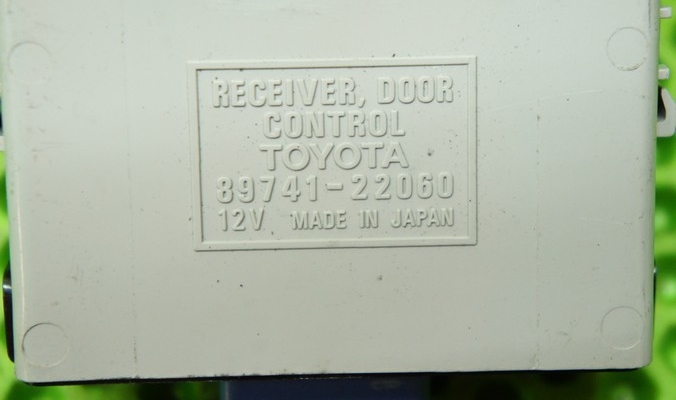 RECEIVER, DOOR
CONTROL
TOYOTA
89741-22060
12V MADE IN JAPAN